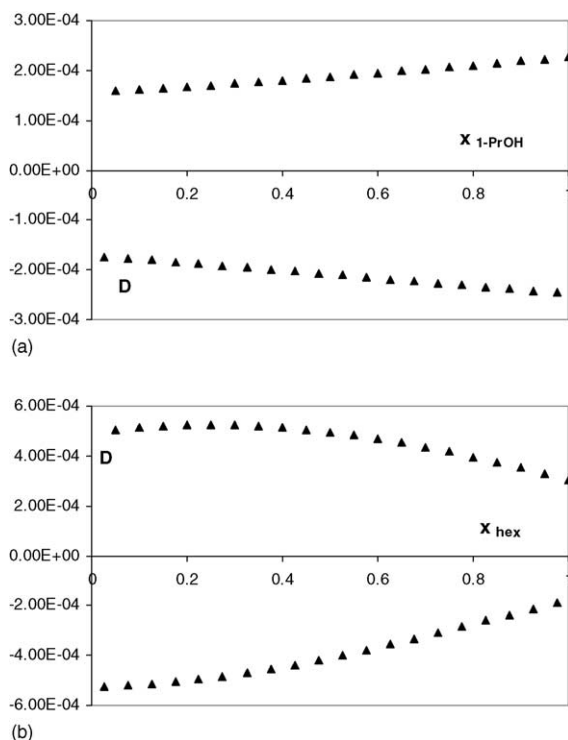 3.00E-04
2.00E-04
1.00E-04
x 1-PrOH
0.00E+00
0 0.2 0.4 0.6 0.8 1
-1.00E-04
-2.00E-04
D
-3.00E-04
(a)
6.00E-04
D
4.00E-04
2.00E-04
x hex
0.00E+00
0 0.2 0.4 0.6 0.8 1
-2.00E-04
-4.00E-04
-6.00E-04
(b)